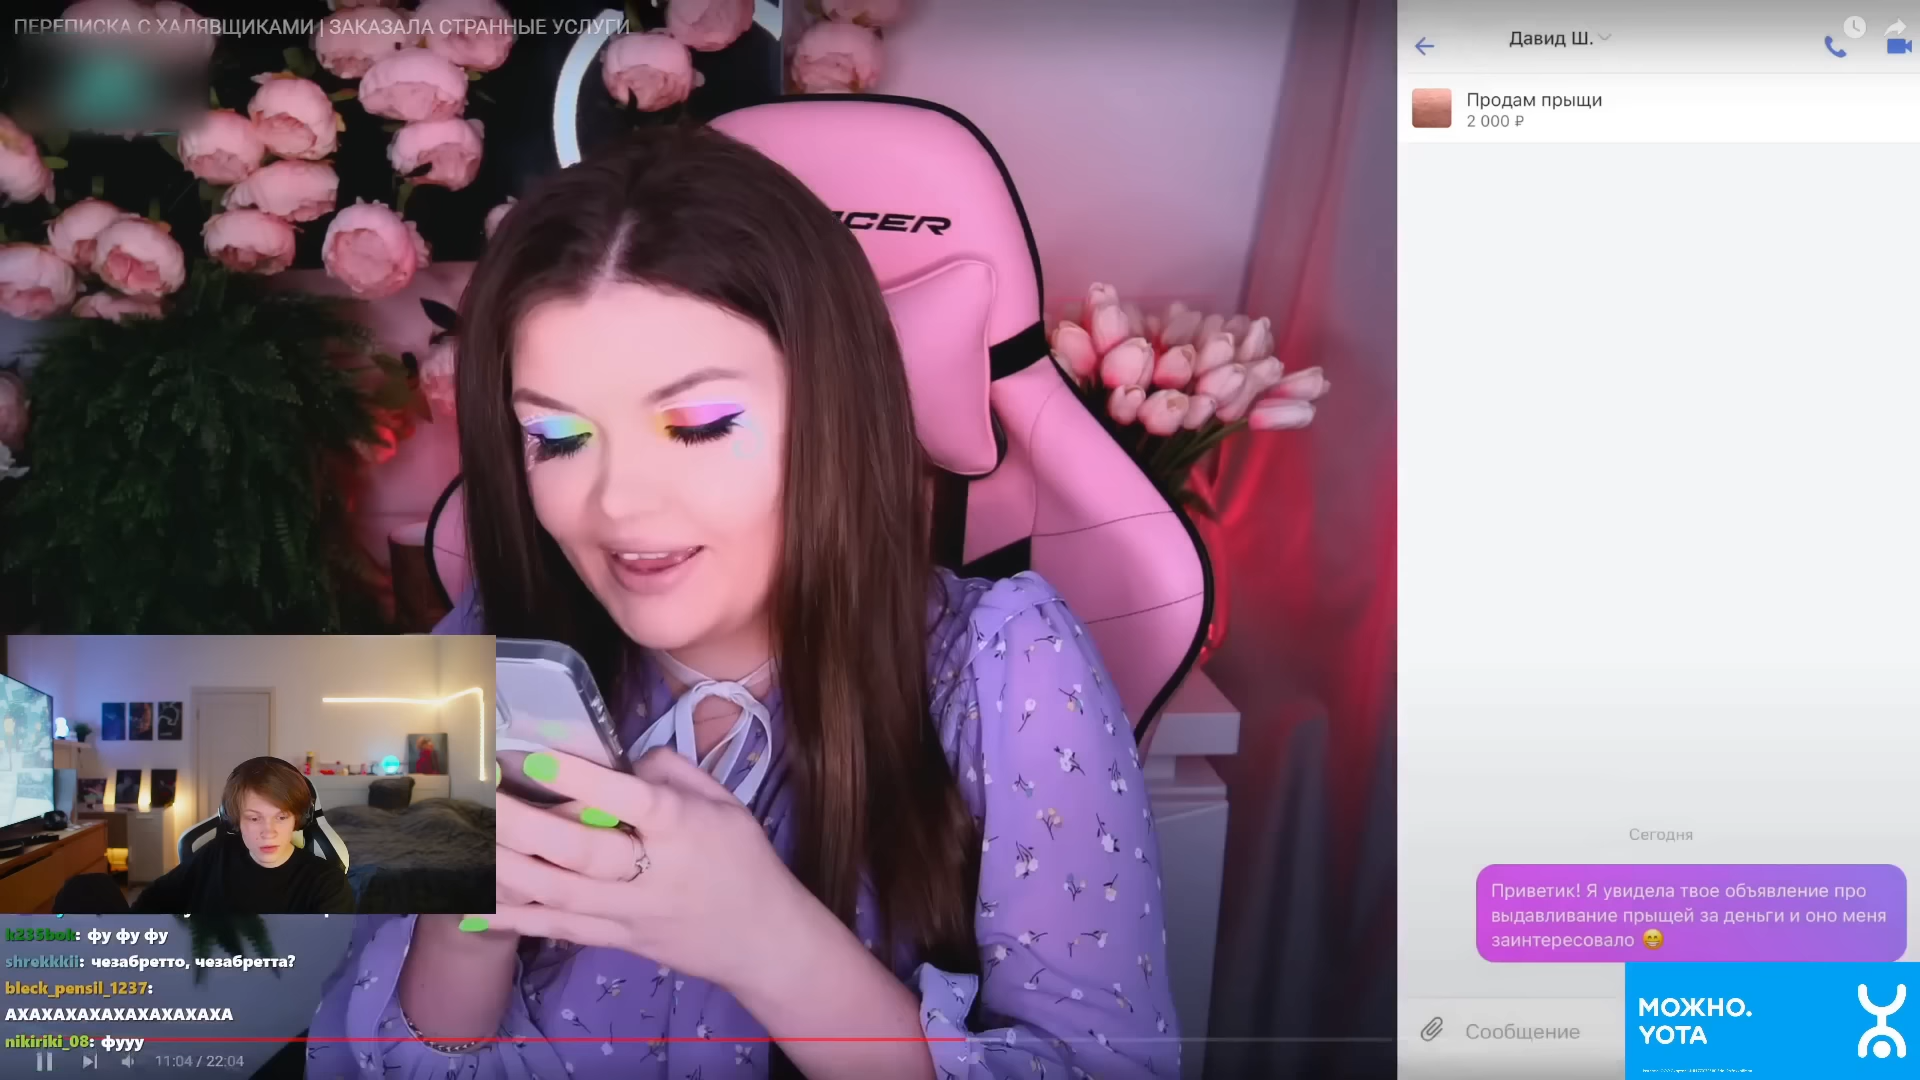 ПЕРЕПИСКА С ХАЛЯВЩИКАМИ | ЗАКАЗАЛА СТРАННЫЕ УСЛУГИ
Давид Ш.
Продам прыщи
2 000 ₽
CER
Сегодня
Приветик! Я увидела твое объявление про
выдавливание прыщей за деньги и оно меня
заинтересовало 😁
Сообщение
k235bok: фу фу фу
shrekkkii: чезабретто, чезабретта?
bleck_pensil_1237:
АХАХАХАХАХАХАХАХАХА
nikiriki_08: фууу
11:04 / 22:04
МОЖНО.
YOTA